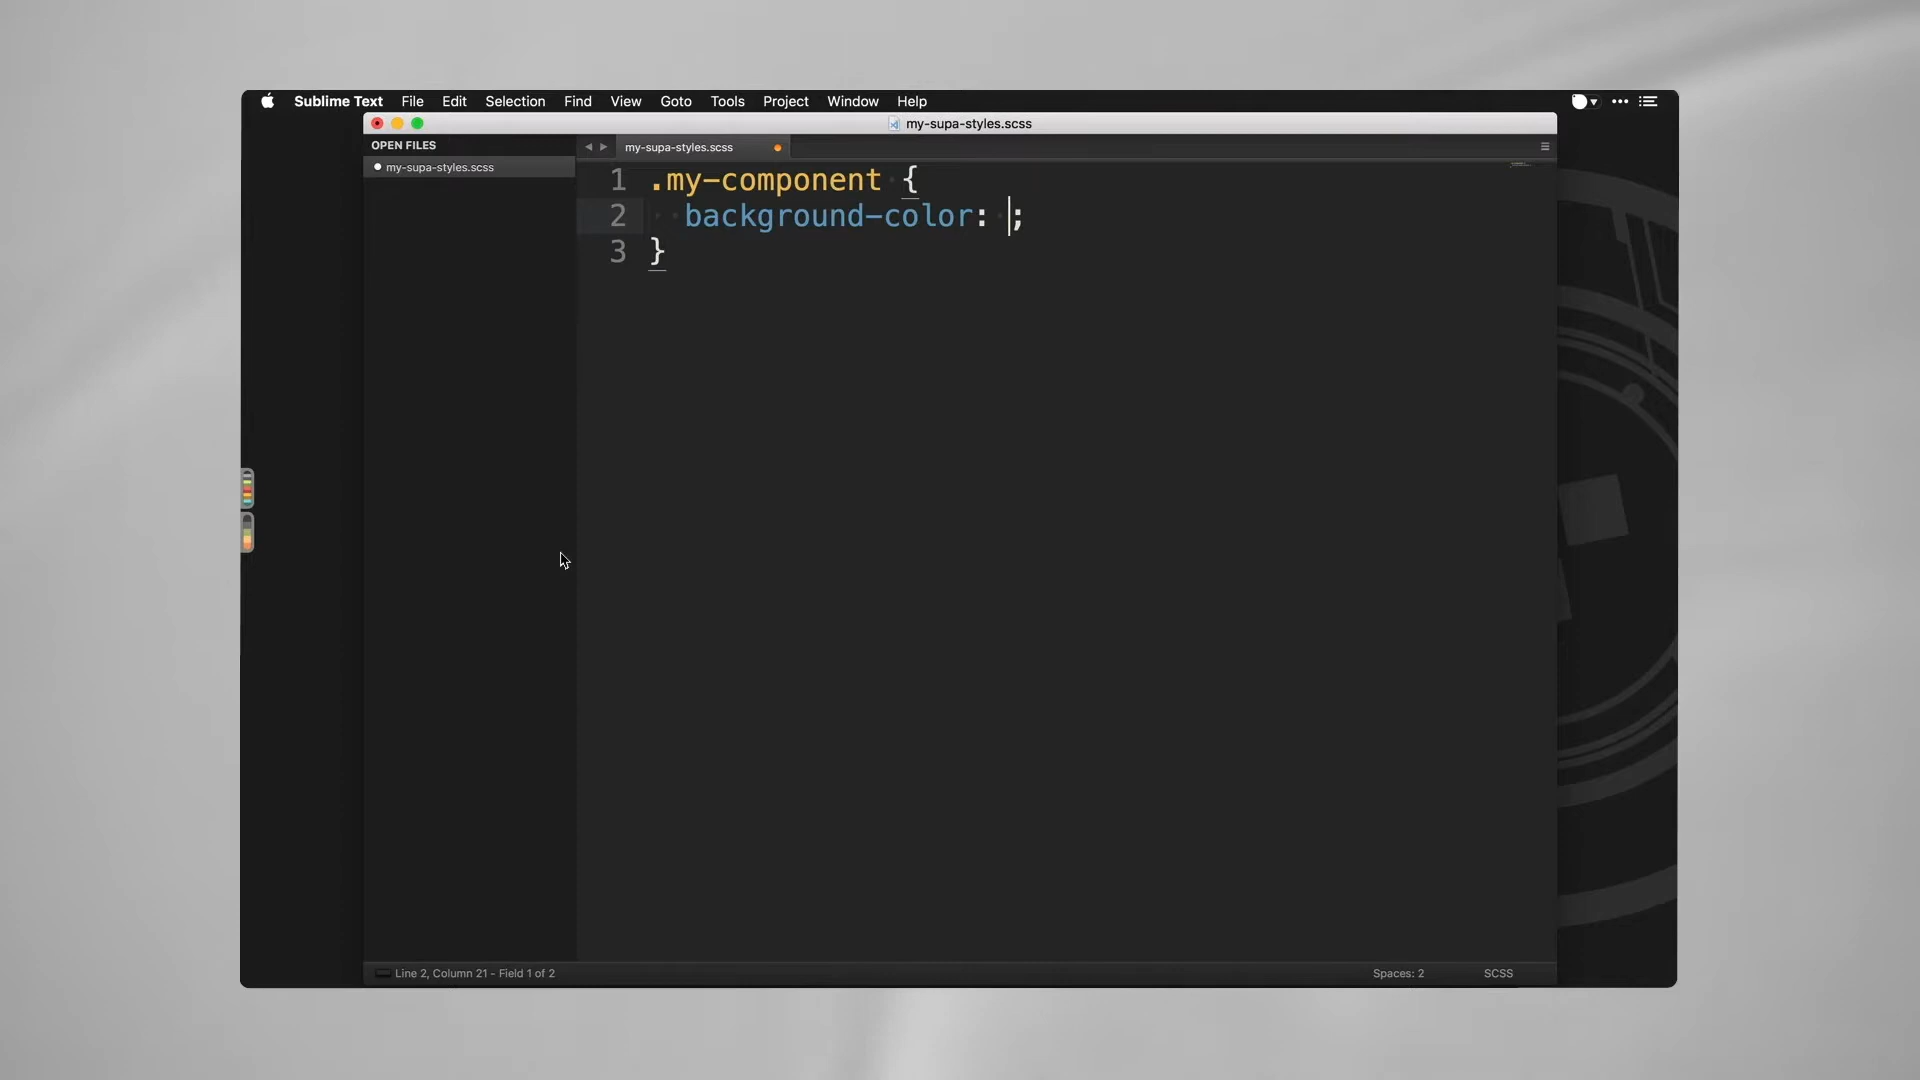 Sublime Text File Edit Selection Find View Goto Tools Project Window Help
my-supa-styles.scss
OPEN FILES
my-supa-styles.scss
my-supa-styles.scss
1 .my-component {
2 background-color: ;
3 }
Line 2, Column 21 - Field 1 of 2
Spaces: 2
SCSS